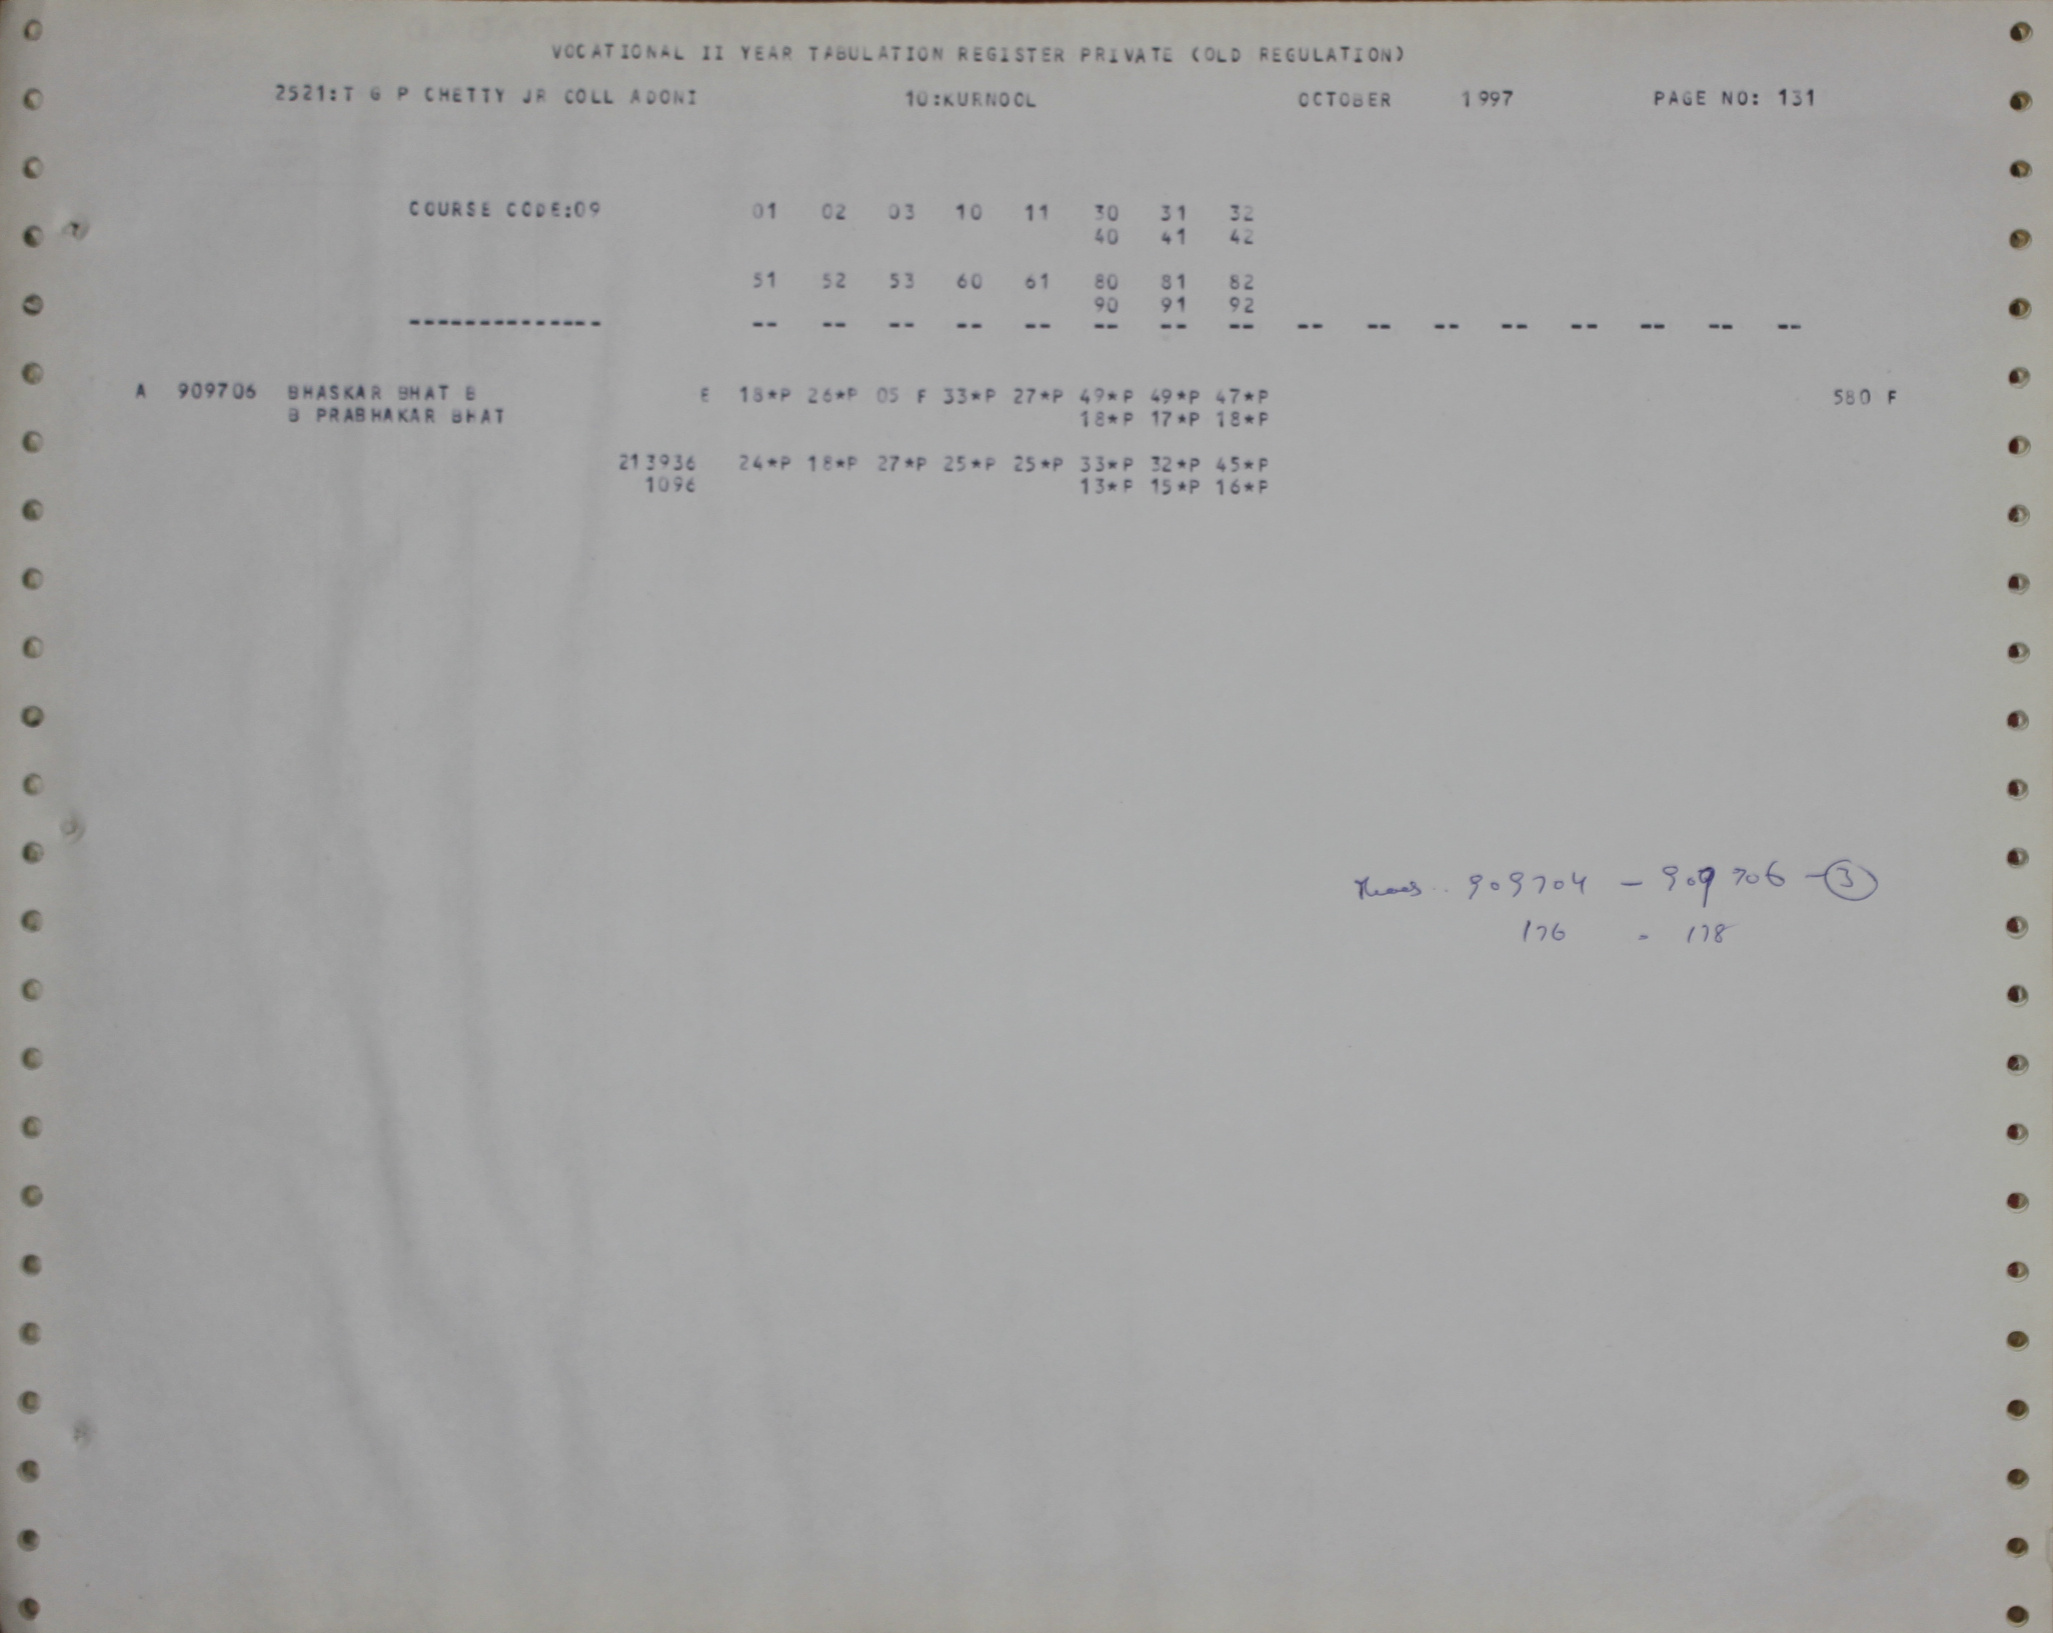 VOCATIONAL II YEAR TABULATION REGISTER PRIVATE (OLD REGULATION)
2521:T G P CHETTY JR COLL ADONI 10:KURNOOL OCTOBER 1997 PAGE NO: 131
COURSE CODE:09 01 02 03 10 11 30 31 32
40 41 42
51 52 53 60 61 80 81 82
90 91 92
-------------- -- -- -- -- -- -- -- -- -- -- -- -- -- -- -- --
A 909706 BHASKAR BHAT B E 18*P 26*P 05 F 33*P 27*P 49*P 49*P 47*P 580 F
B PRABHAKAR BHAT 18*P 17*P 18*P
213936 24*P 18*P 27*P 25*P 25*P 33*P 32*P 45*P
1096 13*P 15*P 16*P
909704 - 909706 - 3
176 - 178